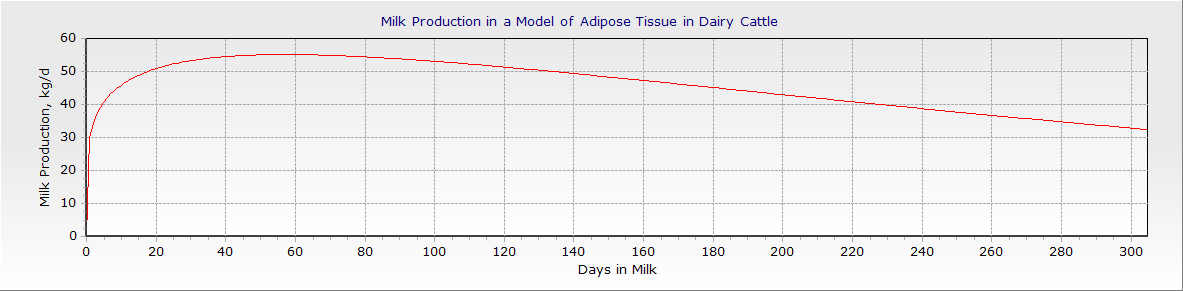 Milk Production in a Model of Adipose Tissue in Dairy Cattle
Milk Production, kg/d
60
50
40
30
20
10
0
0 20 40 60 80 100 120 140 160 180 200 220 240 260 280 300
Days in Milk